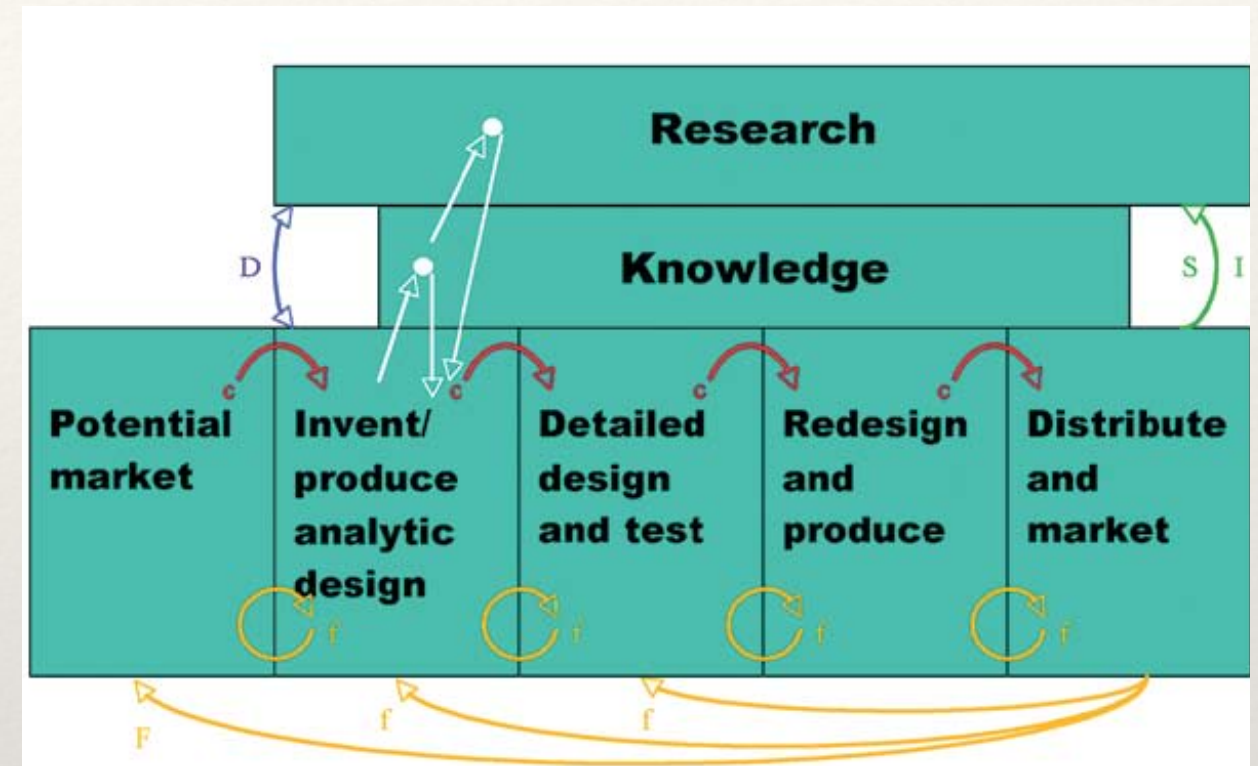 Research
D
Knowledge
S
I
c
c
c
c
Potential
market
Invent/
produce
analytic
design
Detailed
design
and test
Redesign
and
produce
Distribute
and
market
f
f
f
f
F
f
f